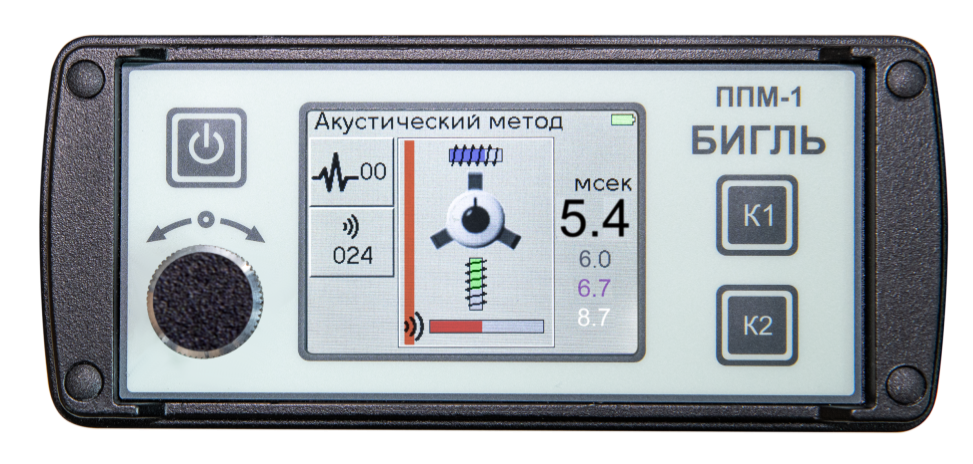 ППМ-1
БИГЛЬ
Акустический метод
00
024
мсек
5.4
6.0
6.7
8.7
К1
К2